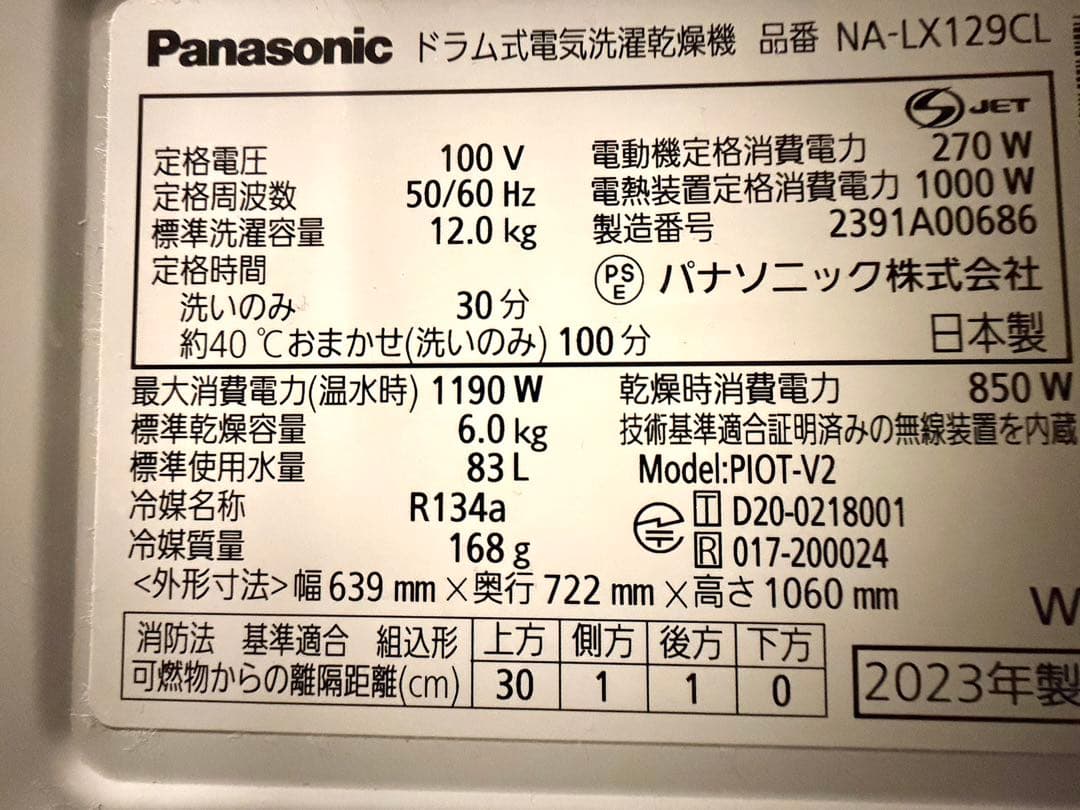 Panasonic ドラム式電気洗濯乾燥機 品番 NA-LX129CL
S JET
定格電圧 100 V 電動機定格消費電力 270 W
定格周波数 50/60 Hz 電熱装置定格消費電力 1000 W
標準洗濯容量 12.0 kg 製造番号 2391A00686
定格時間 PSE パナソニック株式会社
洗いのみ 30 分
約40 ℃おまかせ(洗いのみ) 100 分 日本製
最大消費電力(温水時) 1190 W 乾燥時消費電力 850 W
標準乾燥容量 6.0 kg 技術基準適合証明済みの無線装置を内蔵
標準使用水量 83 L Model:PIOT-V2
冷媒名称 R134a T D20-0218001
冷媒質量 168 g R 017-200024
<外形寸法> 幅 639 mm × 奥行 722 mm × 高さ 1060 mm
W
消防法 基準適合 組込形 上方 側方 後方 下方
可燃物からの離隔距離(cm) 30 1 1 0
2023年製